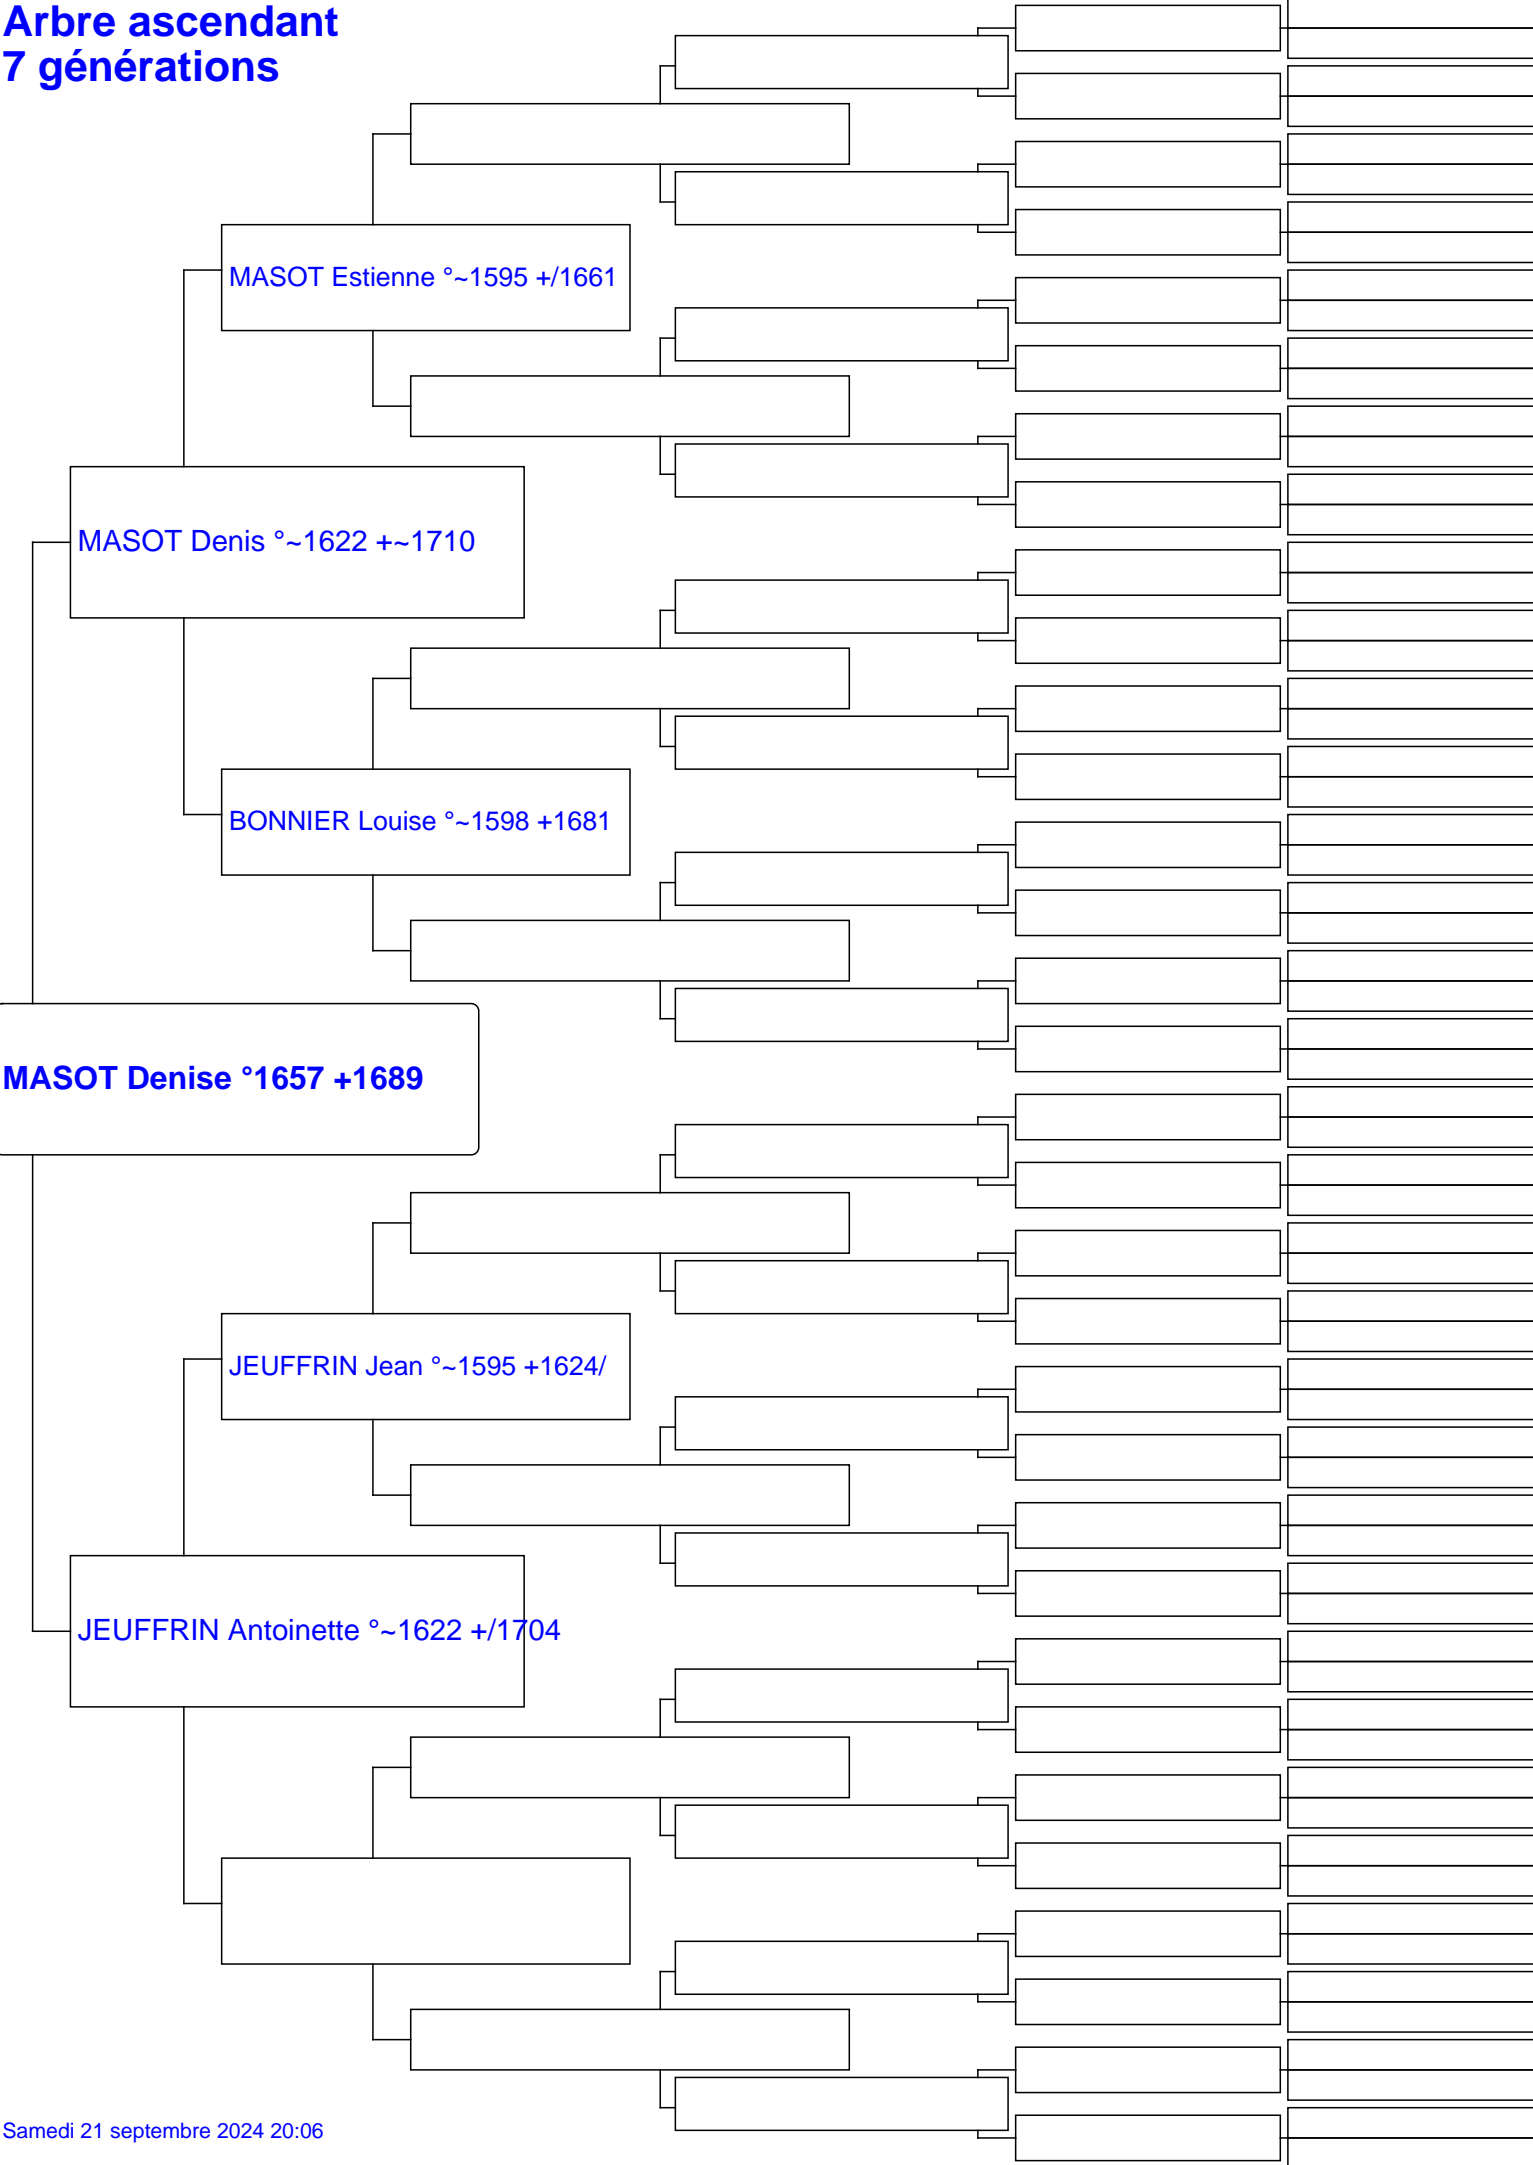 Arbre ascendant
7 générations
MASOT Estienne °~1595 +/1661
MASOT Denis °~1622 +~1710
BONNIER Louise °~1598 +1681
MASOT Denise °1657 +1689
JEUFFRIN Jean °~1595 +1624/
JEUFFRIN Antoinette °~1622 +/1704
Samedi 21 septembre 2024 20:06